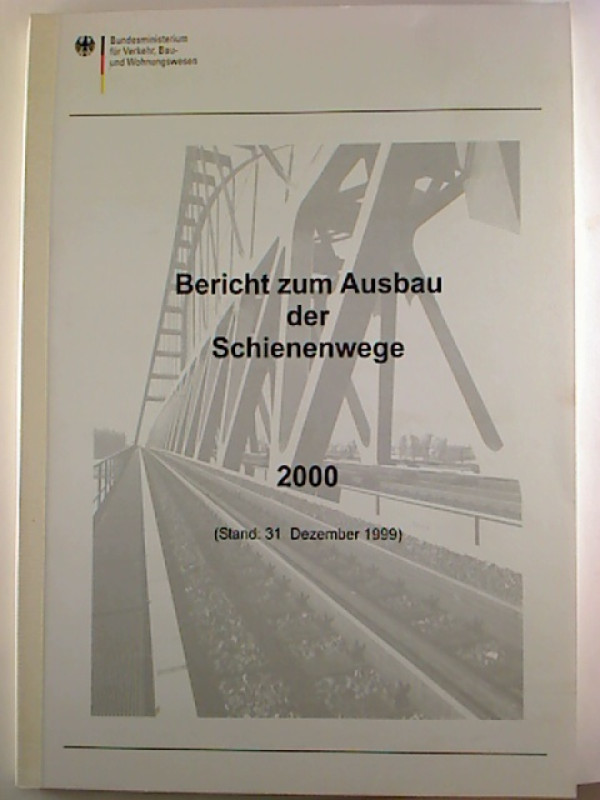 Bundesministerium
für Verkehr, Bau-
und Wohnungswesen
Bericht zum Ausbau
der
Schienenwege
2000
(Stand: 31. Dezember 1999)